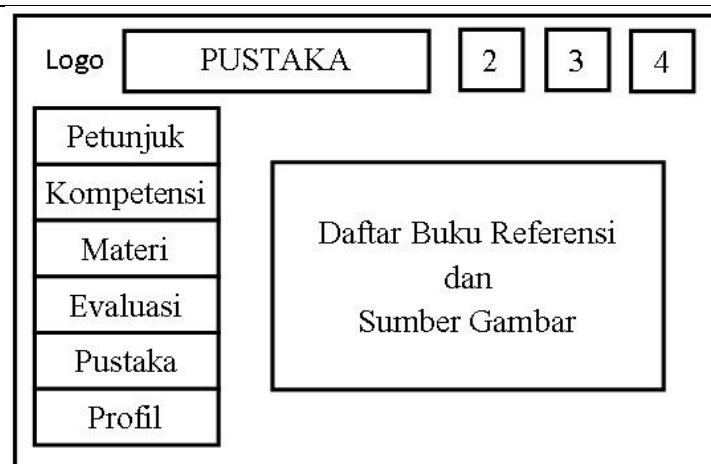 Logo PUSTAKA 2 3 4
Petunjuk
Kompetensi
Materi
Evaluasi
Pustaka
Profil
Daftar Buku Referensi
dan
Sumber Gambar